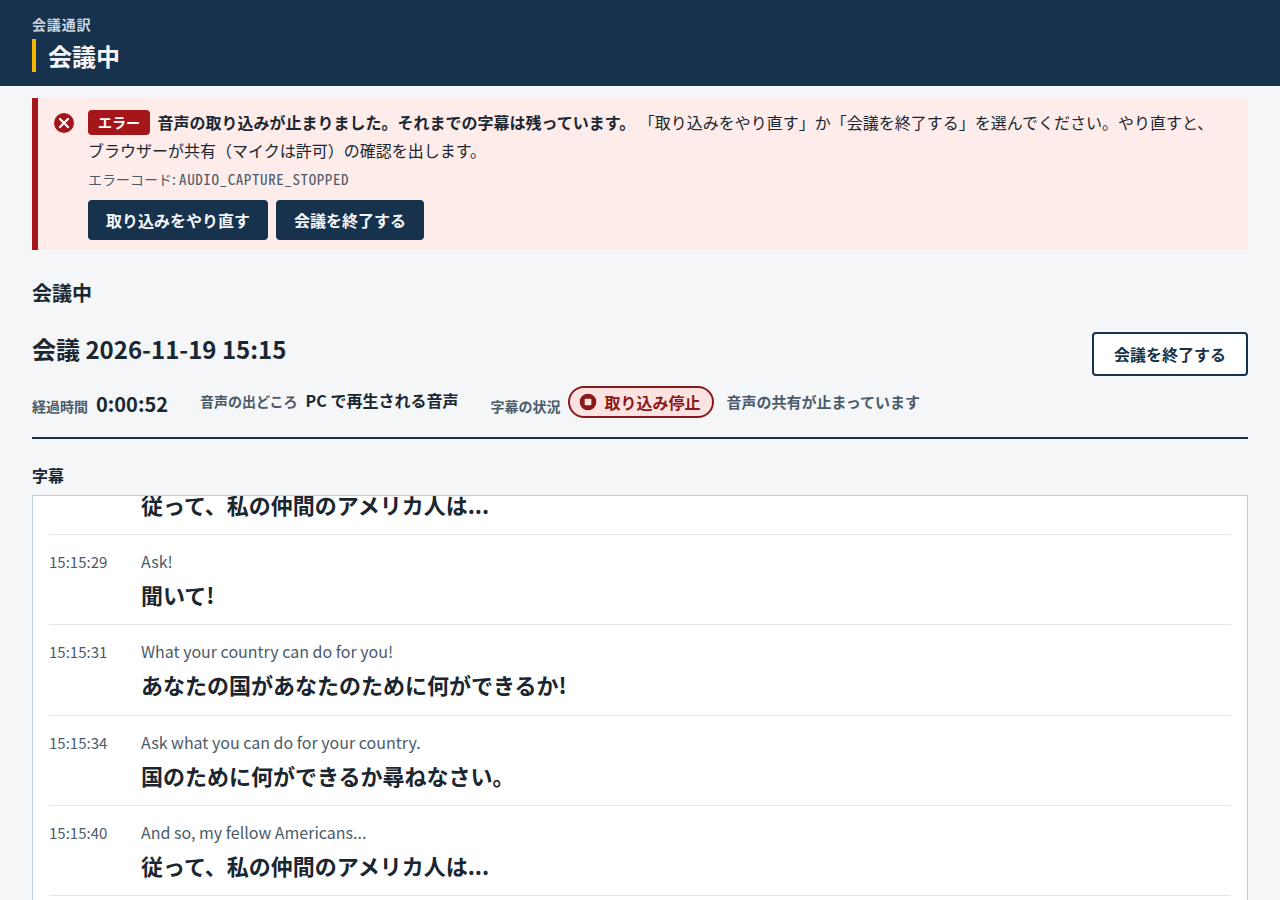 会議通訳
会議中
エラー 音声の取り込みが止まりました。それまでの字幕は残っています。 「取り込みをやり直す」か「会議を終了する」を選んでください。やり直すと、
ブラウザーが共有（マイクは許可）の確認を出します。
エラーコード: AUDIO_CAPTURE_STOPPED
取り込みをやり直す 会議を終了する
会議中
会議 2026-11-19 15:15 会議を終了する
経過時間 0:00:52 音声の出どころ PC で再生される音声 字幕の状況 取り込み停止 音声の共有が止まっています
字幕
従って、私の仲間のアメリカ人は...
15:15:29 Ask!
聞いて!
15:15:31 What your country can do for you!
あなたの国があなたのために何ができるか!
15:15:34 Ask what you can do for your country.
国のために何ができるか尋ねなさい。
15:15:40 And so, my fellow Americans...
従って、私の仲間のアメリカ人は...